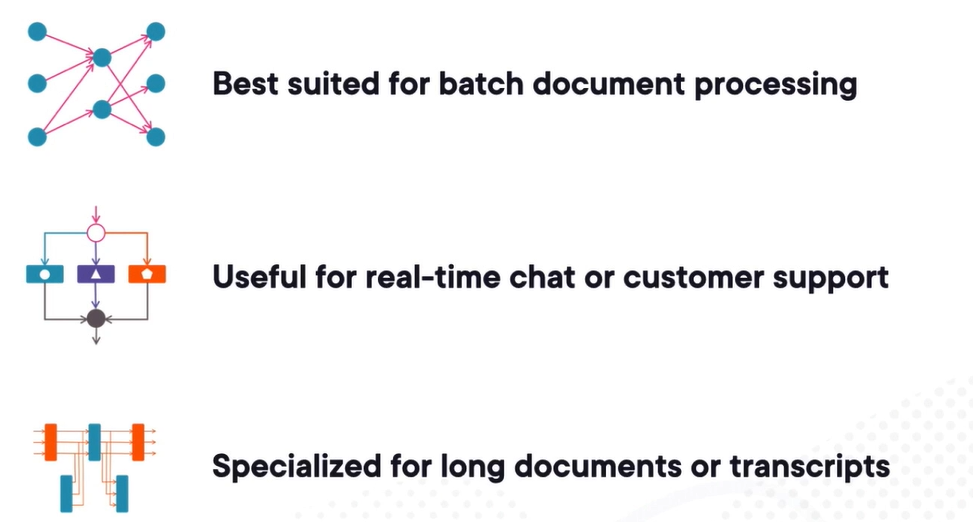 Best suited for batch document processing
Useful for real-time chat or customer support
Specialized for long documents or transcripts